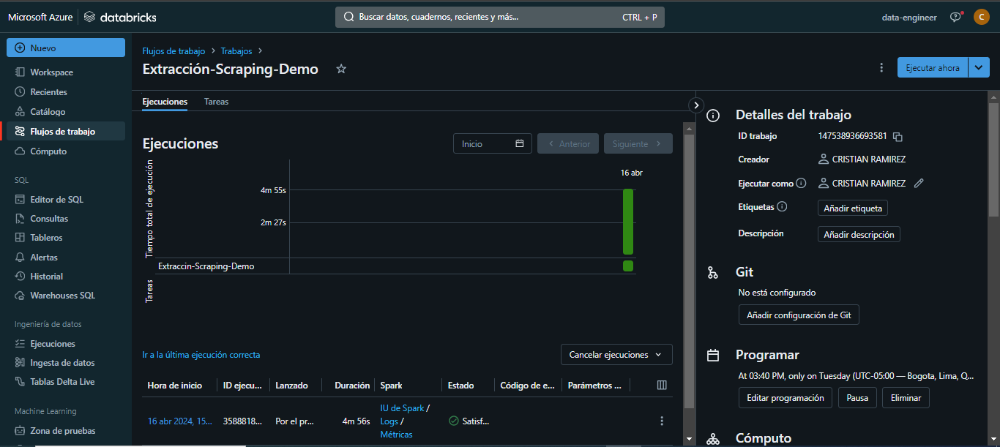 Microsoft Azure databricks
Buscar datos, cuadernos, recientes y más... CTRL + P
data-engineer C
Nuevo
Workspace
Recientes
Catálogo
Flujos de trabajo
Cómputo
SQL
Editor de SQL
Consultas
Tableros
Alertas
Historial
Warehouses SQL
Ingeniería de datos
Ejecuciones
Ingesta de datos
Tablas Delta Live
Machine Learning
Zona de pruebas
Flujos de trabajo > Trabajos >
Extracción-Scraping-Demo
Ejecutar ahora
Ejecuciones Tareas
Ejecuciones
Inicio Anterior Siguiente
Tiempo total de ejecución
16 abr
4m 55s
2m 27s
Extraccin-Scraping-Demo
Tareas
Ir a la última ejecución correcta Cancelar ejecuciones
Hora de inicio ID ejecu... Lanzado Duración Spark Estado Código de e... Parámetros ...
16 abr 2024, 15... 3588818... Por el pr... 4m 56s IU de Spark / Satisf...
Logs /
Métricas
Detalles del trabajo
ID trabajo 147538936693581
Creador CRISTIAN RAMIREZ
Ejecutar como CRISTIAN RAMIREZ
Etiquetas Añadir etiqueta
Descripción Añadir descripción
Git
No está configurado
Añadir configuración de Git
Programar
At 03:40 PM, only on Tuesday (UTC-05:00 — Bogota, Lima, Q...
Editar programación Pausa Eliminar
Cómputo